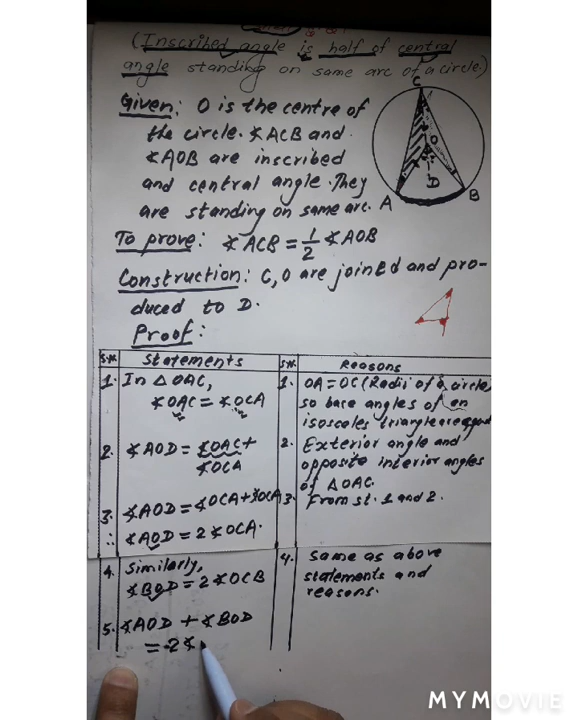 (Inscribed angle is half of central
angle standing on same arc of a circle.)
Given: O is the centre of
the circle. ∡ACB and
∡AOB are inscribed
and central angle. They
are standing on same arc.
C
O
D
A
B
To prove: ∡ACB = 1/2 ∡AOB
Construction: C, O are joined and pro-
duced to D.
Proof:
S.N. Statements
1. In △OAC,
∡OAC = ∡OCA
2. ∡AOD = ∡OAC +
∡OCA
3. ∡AOD = ∡OCA + ∡OCA
∴ ∡AOD = 2∡OCA.
4. Similarly,
∡BOD = 2∡OCB
5. ∡AOD + ∡BOD
= 2∡
S.N. Reasons
1. OA = OC (Radii of a circle
so base angles of an
isosceles triangle are equal
2. Exterior angle and
opposite interior angles
of △OAC.
3. From st. 1 and 2.
4. Same as above
statements and
reasons.
MYMOVIE